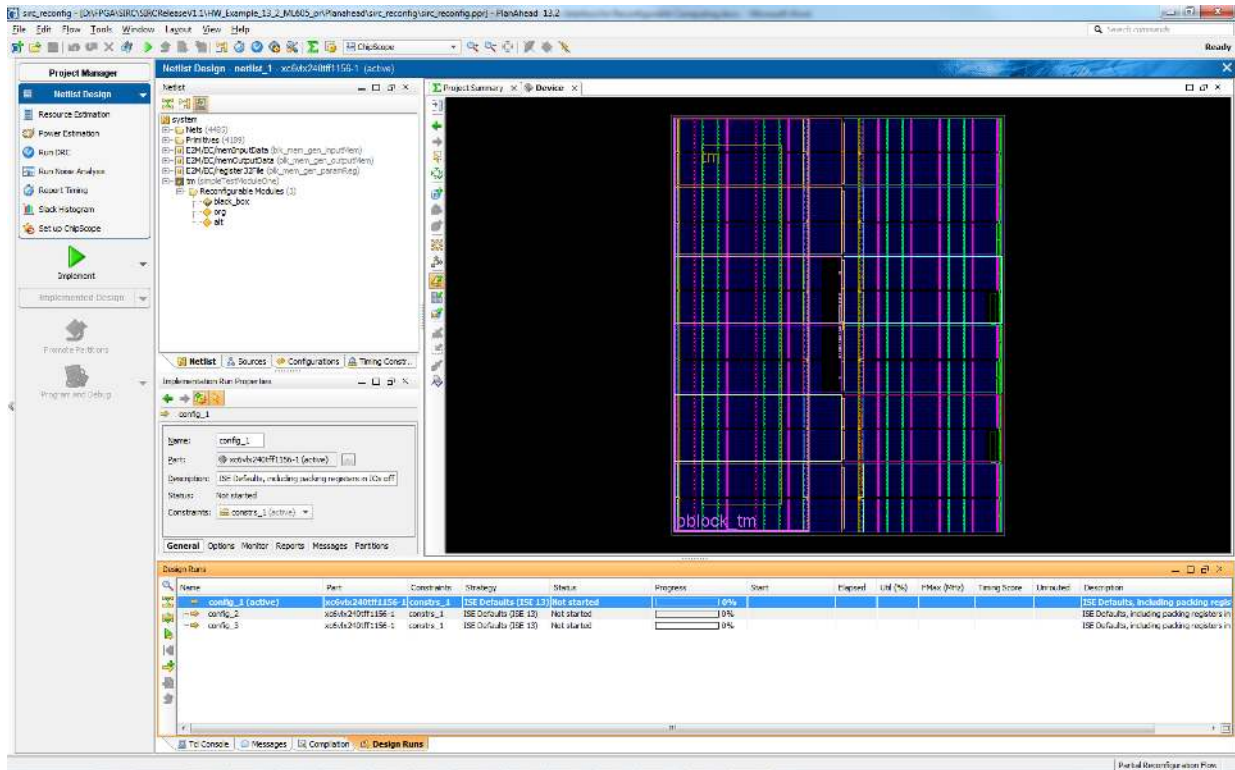 sirc_reconfig - [D:\FPGA\SIRC\SIRCReleaseV1.1\HW_Example_13_2_ML605_or\Planahead\sirc_reconfig\sirc_reconfig.ppr] - PlanAhead 13.2
File Edit Flow Tools Window Layout View Help
Search commands
ChipScope
Ready
Project Manager
Netlist Design - netlist_1 - xc6vlx240tff1156-1 (active)
Netlist Design
Resource Estimation
Power Estimation
Run DRC
Run Noise Analysis
Report Timing
Slack Histogram
Set up ChipScope
Implement
Implemented Design
Promote Partitions
Program and Debug
Netlist
system
Nets (4485)
Primitives (4189)
E2M/EC/memInputData (blk_mem_gen_inputMem)
E2M/EC/memOutputData (blk_mem_gen_outputMem)
E2M/EC/register32File (blk_mem_gen_paramReg)
tm (simpleTestModuleOne)
Reconfigurable Modules (3)
black_box
org
alt
Netlist Sources Configurations Timing Constr...
Implementation Run Properties
config_1
Name: config_1
Part: xc6vlx240tff1156-1 (active)
Description: ISE Defaults, including packing registers in IOs off
Status: Not started
Constraints: constrs_1 (active)
General Options Monitor Reports Messages Partitions
Project Summary Device
tm
pblock_tm
Design Runs
Name Part Constraints Strategy Status Progress Start Elapsed Util (%) FMax (MHz) Timing Score Unrouted Description
config_1 (active) xc6vlx240tff1156-1 constrs_1 ISE Defaults (ISE 13) Not started 0% ISE Defaults, including packing regis
config_2 xc6vlx240tff1156-1 constrs_1 ISE Defaults (ISE 13) Not started 0% ISE Defaults, including packing registers in
config_3 xc6vlx240tff1156-1 constrs_1 ISE Defaults (ISE 13) Not started 0% ISE Defaults, including packing registers in
Tcl Console Messages Compilation Design Runs
Partial Reconfiguration Flow